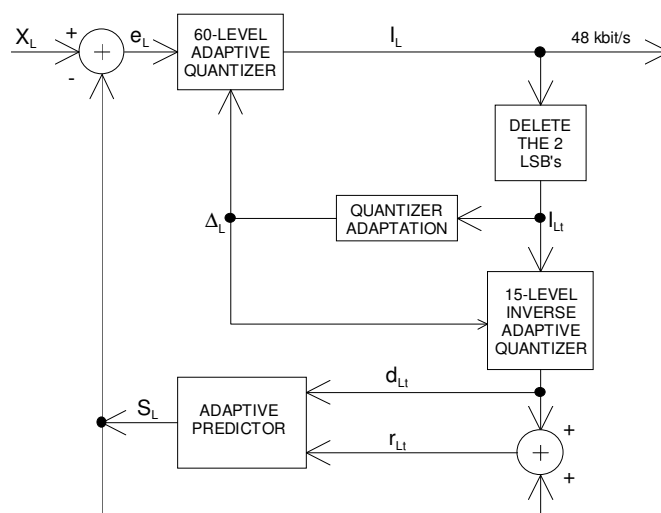 X_L
+
-
+
e_L
60-LEVEL
ADAPTIVE
QUANTIZER
I_L
48 kbit/s
DELETE
THE 2
LSB's
Δ_L
QUANTIZER
ADAPTATION
I_Lt
15-LEVEL
INVERSE
ADAPTIVE
QUANTIZER
S_L
ADAPTIVE
PREDICTOR
d_Lt
r_Lt
+
+
+